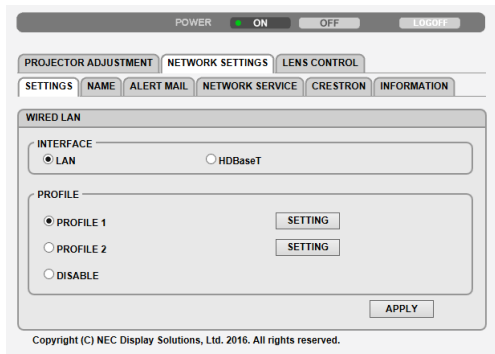 POWER ON OFF LOGOFF
PROJECTOR ADJUSTMENT NETWORK SETTINGS LENS CONTROL
SETTINGS NAME ALERT MAIL NETWORK SERVICE CRESTRON INFORMATION
WIRED LAN
INTERFACE
LAN HDBaseT
PROFILE
PROFILE 1 SETTING
PROFILE 2 SETTING
DISABLE
APPLY
Copyright (C) NEC Display Solutions, Ltd. 2016. All rights reserved.